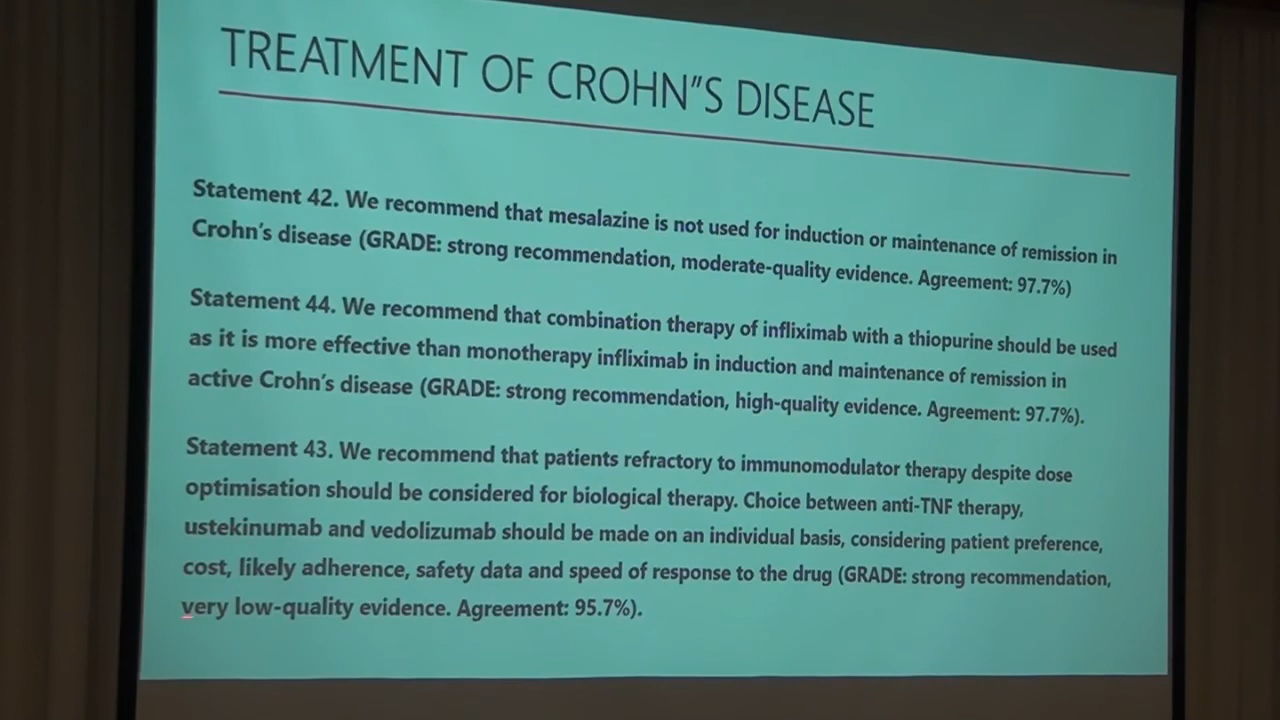 TREATMENT OF CROHN"S DISEASE
Statement 42. We recommend that mesalazine is not used for induction or maintenance of remission in
Crohn's disease (GRADE: strong recommendation, moderate-quality evidence. Agreement: 97.7%)
Statement 44. We recommend that combination therapy of infliximab with a thiopurine should be used
as it is more effective than monotherapy infliximab in induction and maintenance of remission in
active Crohn's disease (GRADE: strong recommendation, high-quality evidence. Agreement: 97.7%).
Statement 43. We recommend that patients refractory to immunomodulator therapy despite dose
optimisation should be considered for biological therapy. Choice between anti-TNF therapy,
ustekinumab and vedolizumab should be made on an individual basis, considering patient preference,
cost, likely adherence, safety data and speed of response to the drug (GRADE: strong recommendation,
very low-quality evidence. Agreement: 95.7%).